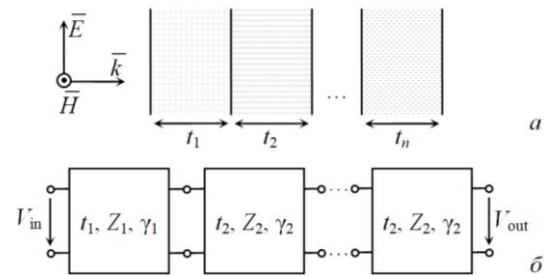 E̅
k̅
H̅
t₁ t₂ ... tₙ
а
Vin t₁, Z₁, γ₁ t₂, Z₂, γ₂ ... t₂, Z₂, γ₂ Vout
б